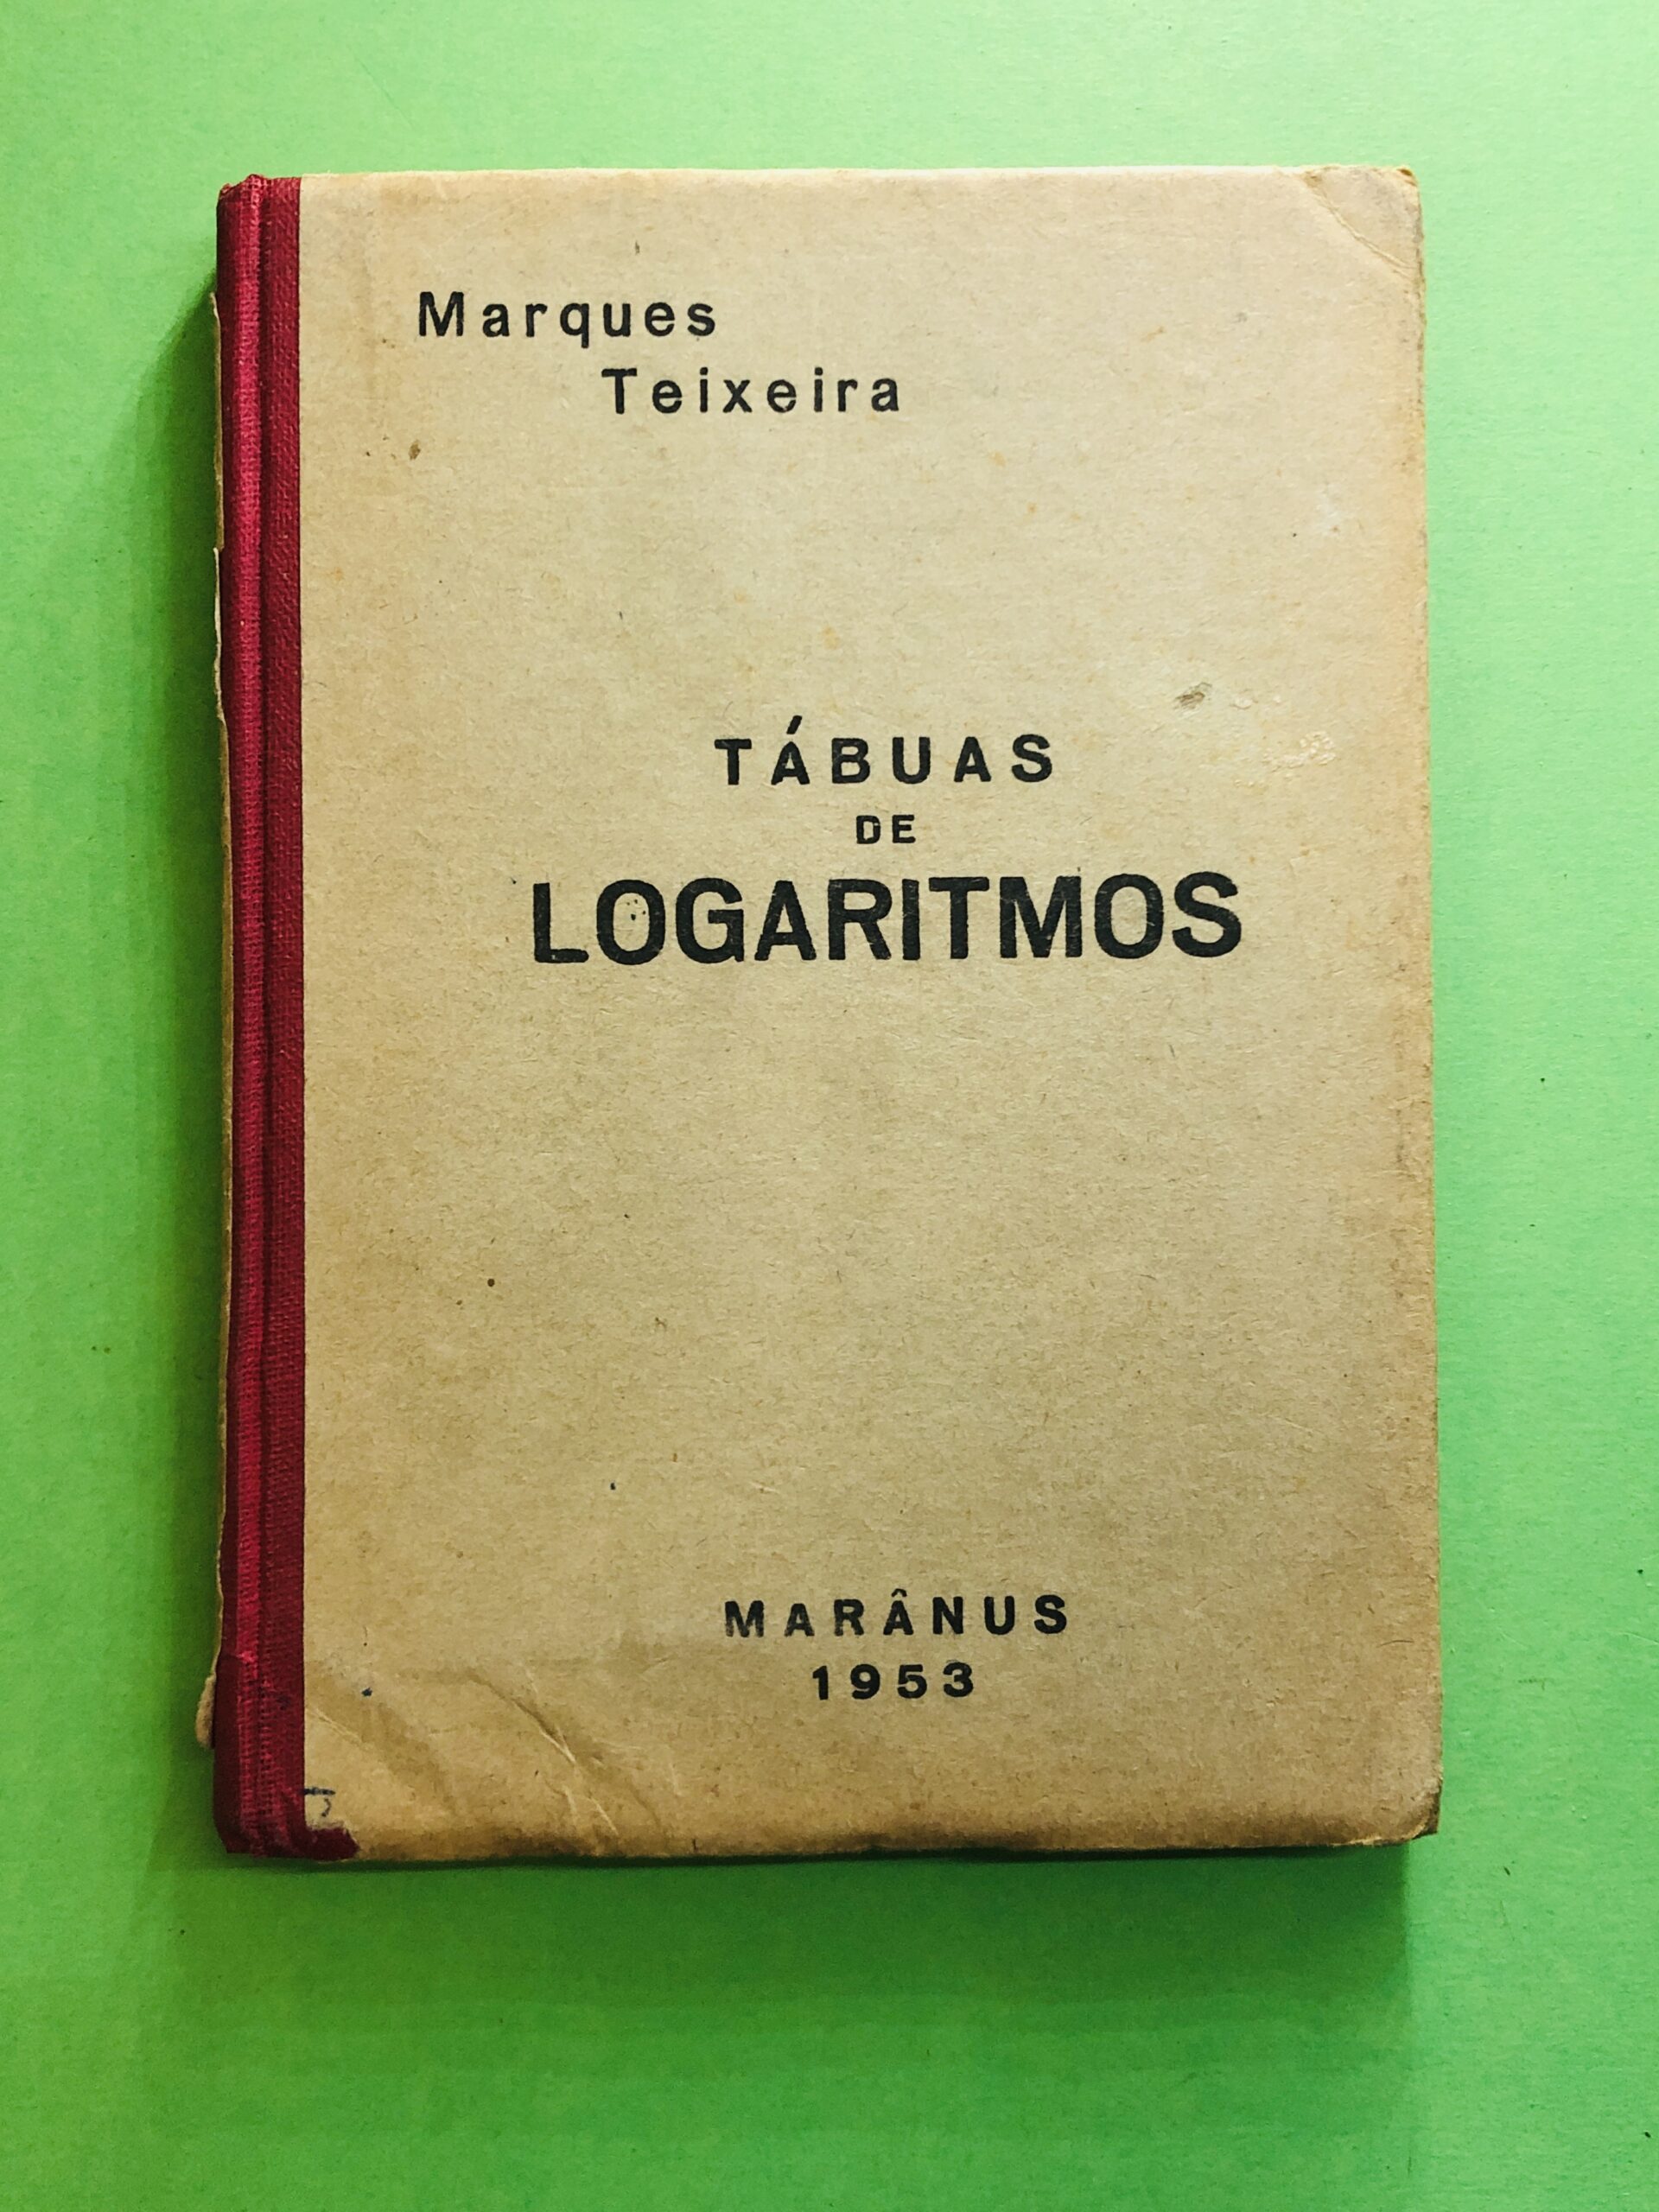 Marques
Teixeira
TÁBUAS
DE
LOGARITMOS
MARÂNUS
1953